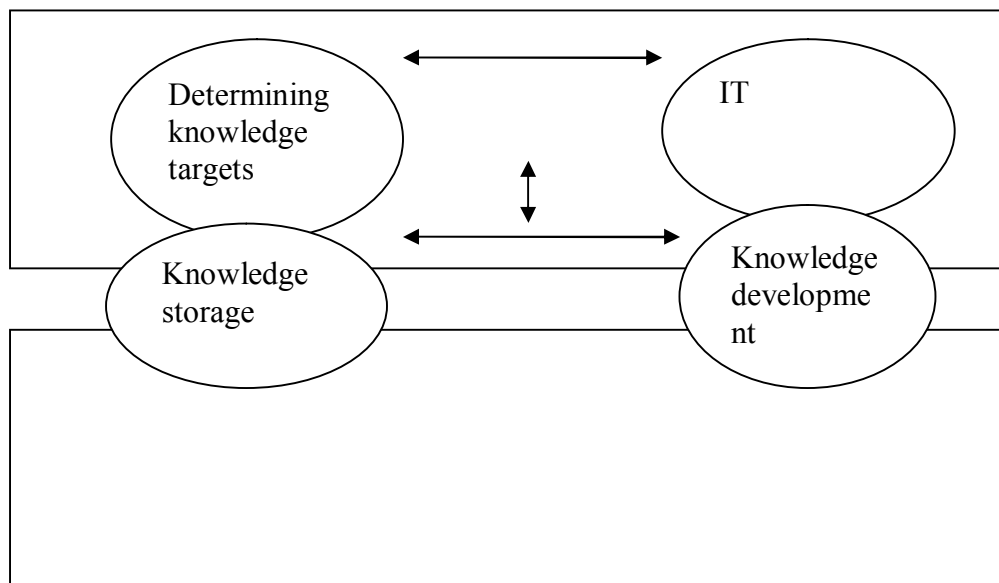 Determining
knowledge
targets
IT
Knowledge
storage
Knowledge
developme
nt